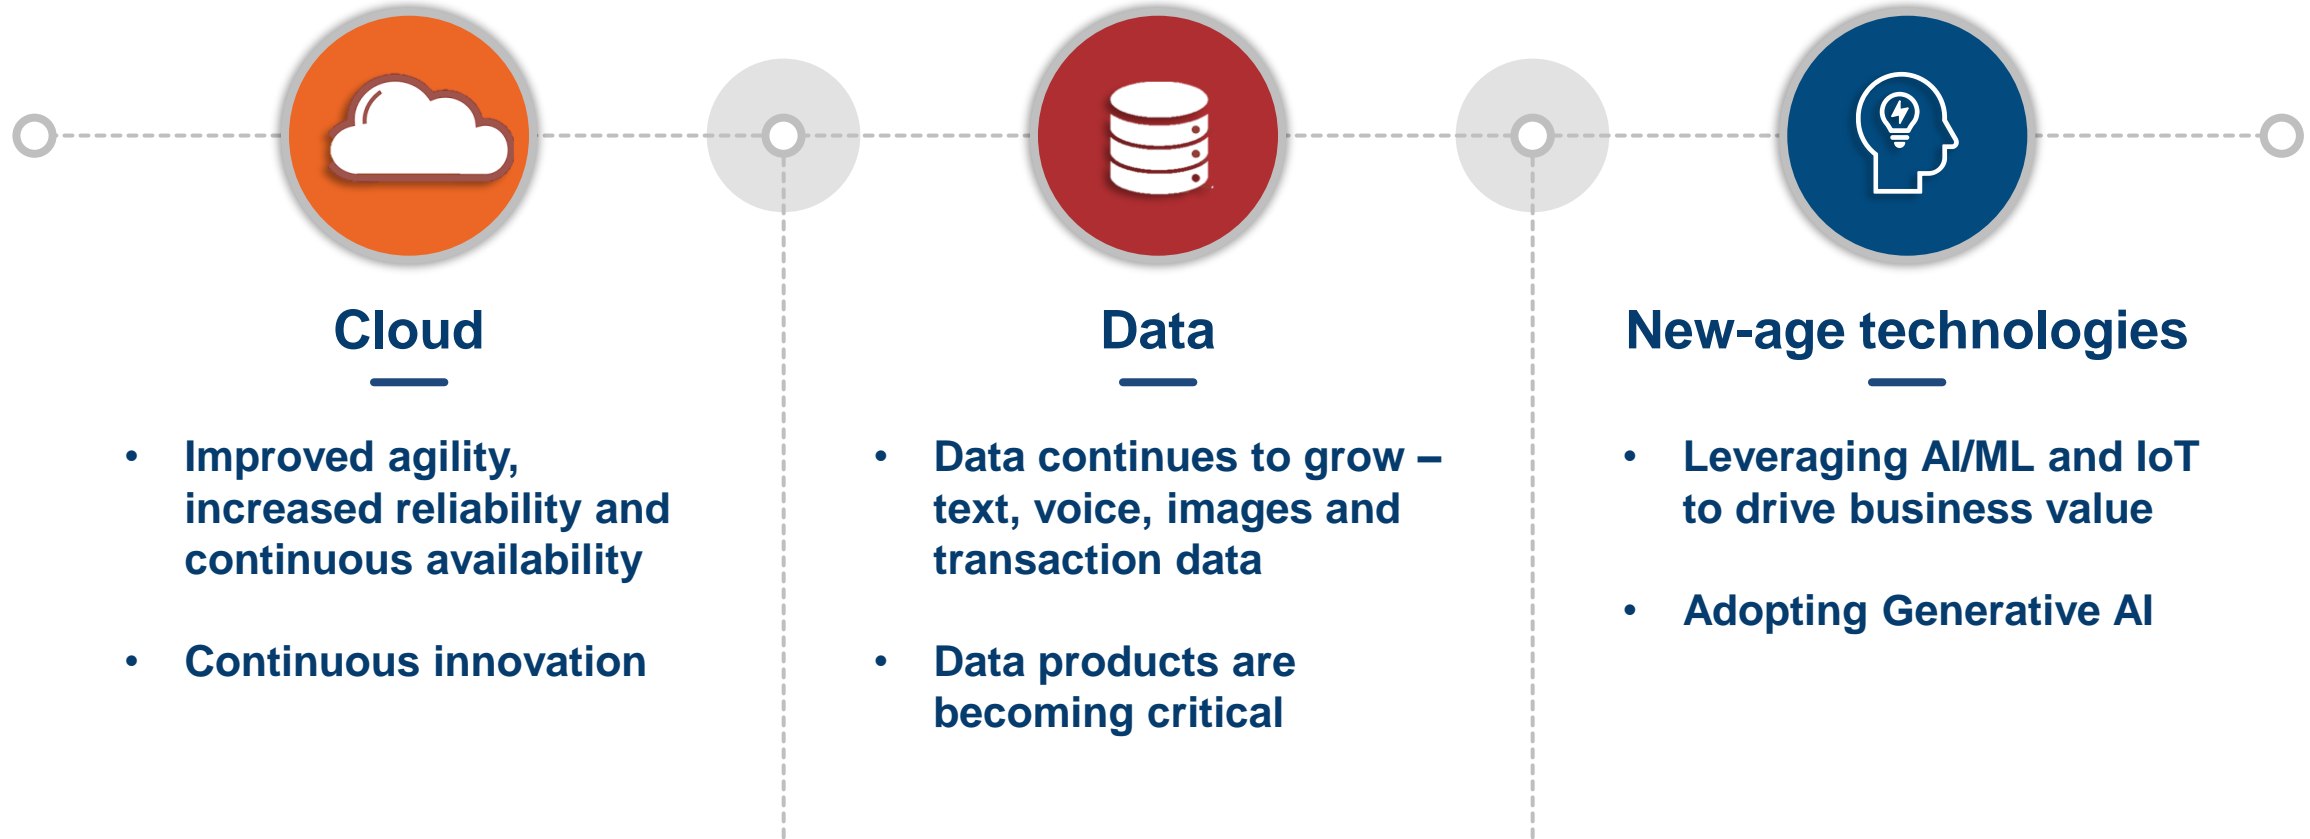 Cloud
• Improved agility,
increased reliability and
continuous availability
• Continuous innovation
Data
• Data continues to grow –
text, voice, images and
transaction data
• Data products are
becoming critical
New-age technologies
• Leveraging AI/ML and IoT
to drive business value
• Adopting Generative AI